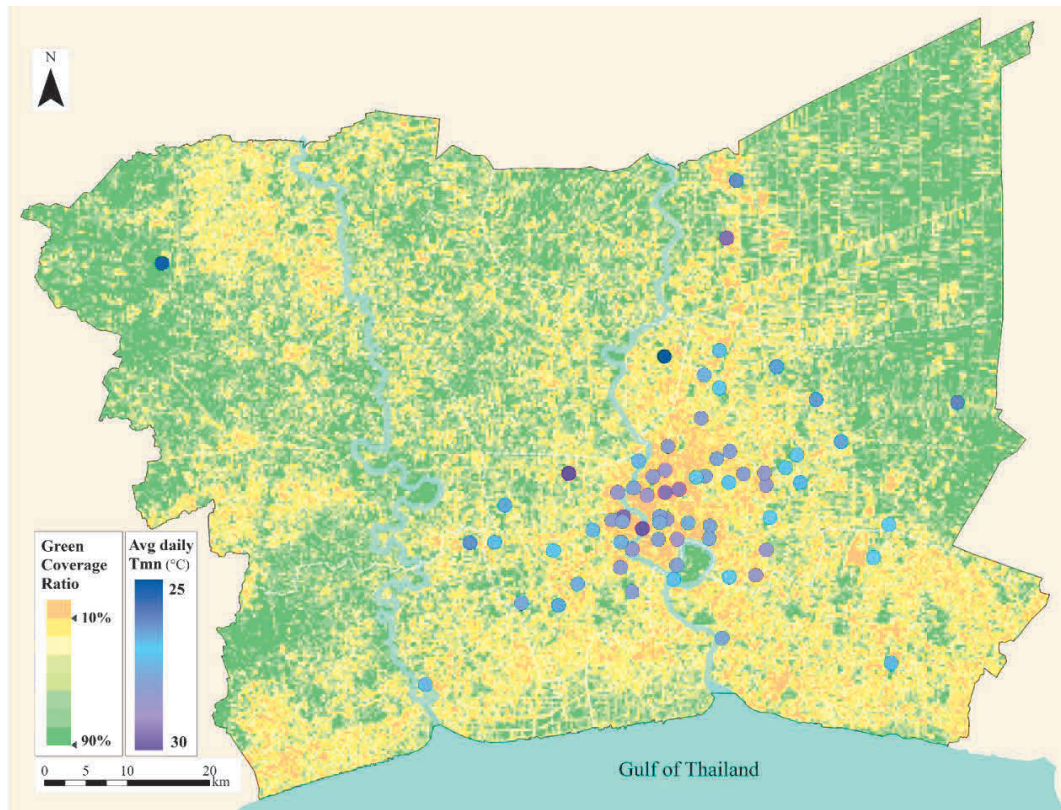 N
Green
Coverage
Ratio
10%
90%
Avg daily
Tmn (°C)
25
30
0 5 10 20
km
Gulf of Thailand